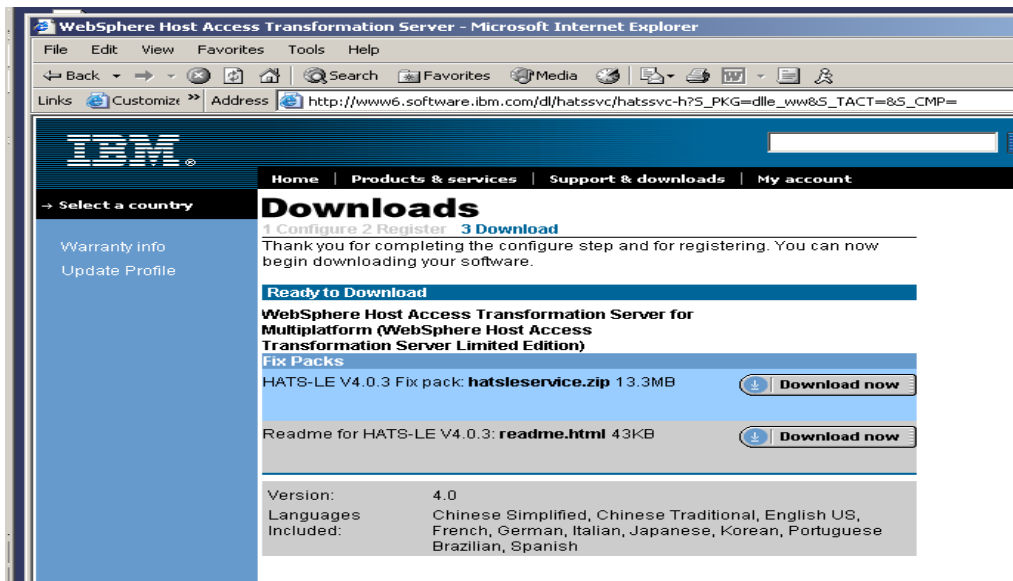 WebSphere Host Access Transformation Server - Microsoft Internet Explorer
File Edit View Favorites Tools Help
Back Search Favorites Media
Links Customize Address http://www6.software.ibm.com/dl/hatssvc/hatssvc-h?S_PKG=dlle_ww&S_TACT=&S_CMP=
IBM®
Home | Products & services | Support & downloads | My account
→ Select a country
Warranty info
Update Profile
Downloads
1 Configure 2 Register 3 Download
Thank you for completing the configure step and for registering. You can now
begin downloading your software.
Ready to Download
WebSphere Host Access Transformation Server for
Multiplatform (WebSphere Host Access
Transformation Server Limited Edition)
Fix Packs
HATS-LE V4.0.3 Fix pack: hatsleservice.zip 13.3MB Download now
Readme for HATS-LE V4.0.3: readme.html 43KB Download now
Version: 4.0
Languages Included: Chinese Simplified, Chinese Traditional, English US,
French, German, Italian, Japanese, Korean, Portuguese
Brazilian, Spanish